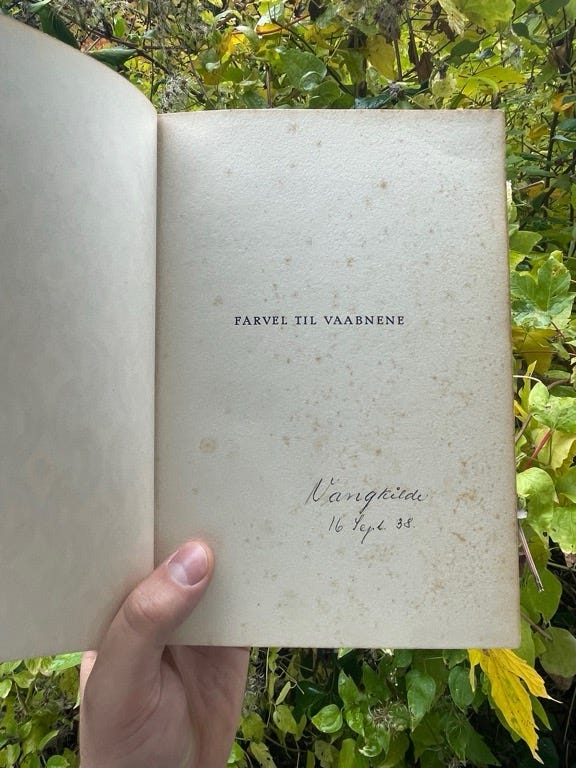 FARVEL TIL VAABNENE
Vangkilde
16 Sept. 38.